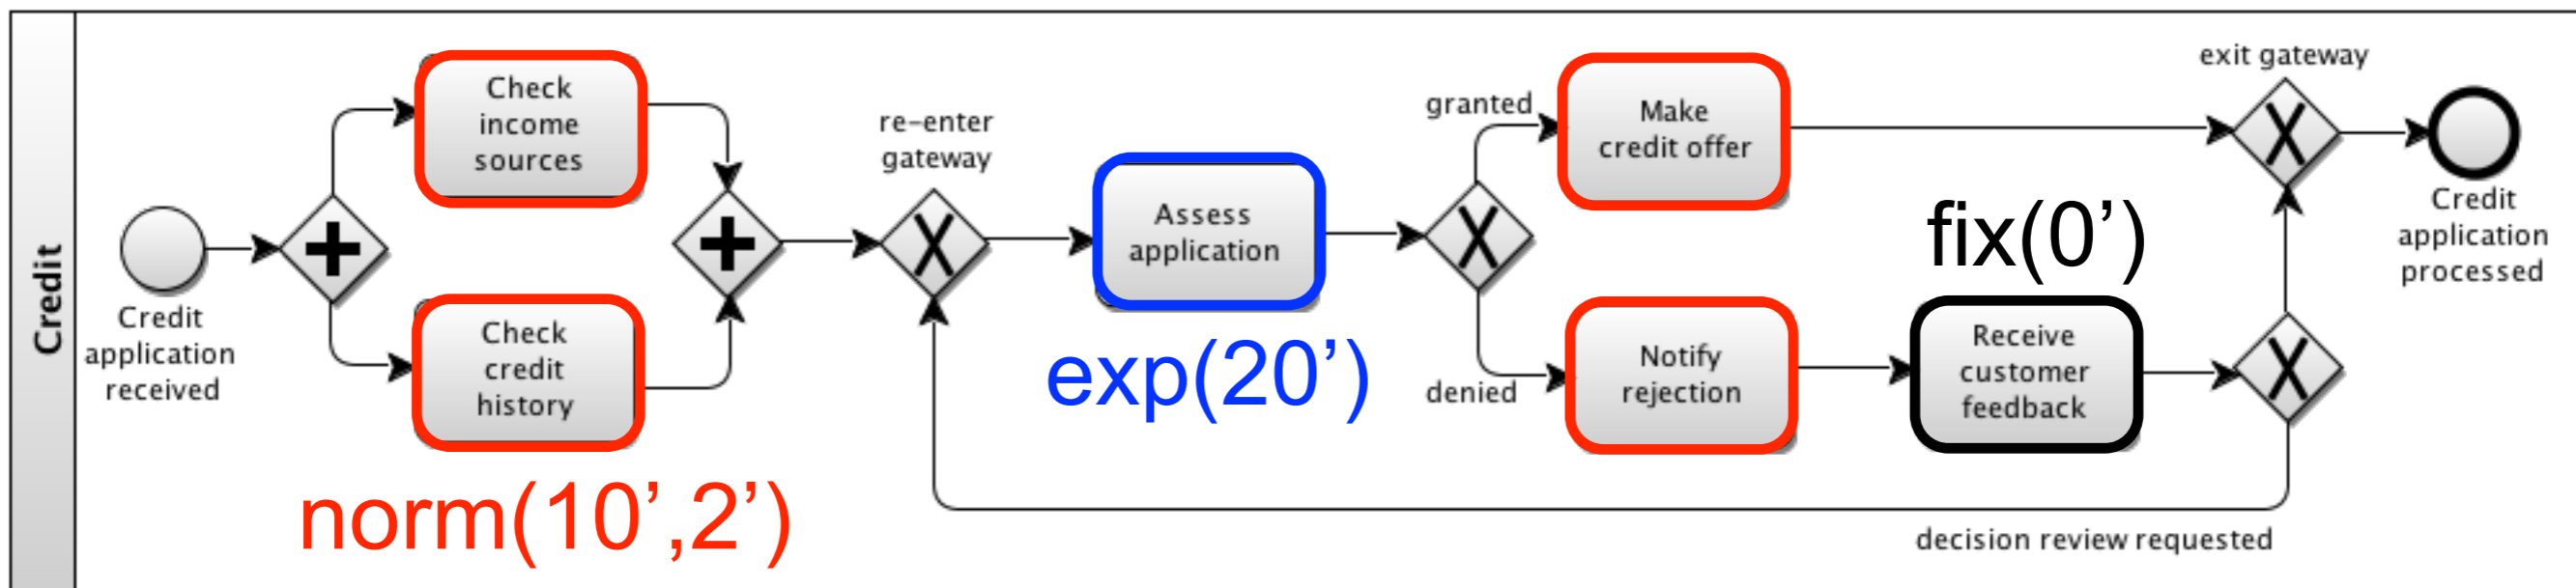 Credit
Credit
application
received
Check
income
sources
Check
credit
history
norm(10’,2’)
re-enter
gateway
Assess
application
exp(20’)
granted
denied
Make
credit offer
Notify
rejection
fix(0’)
Receive
customer
feedback
decision review requested
exit gateway
Credit
application
processed